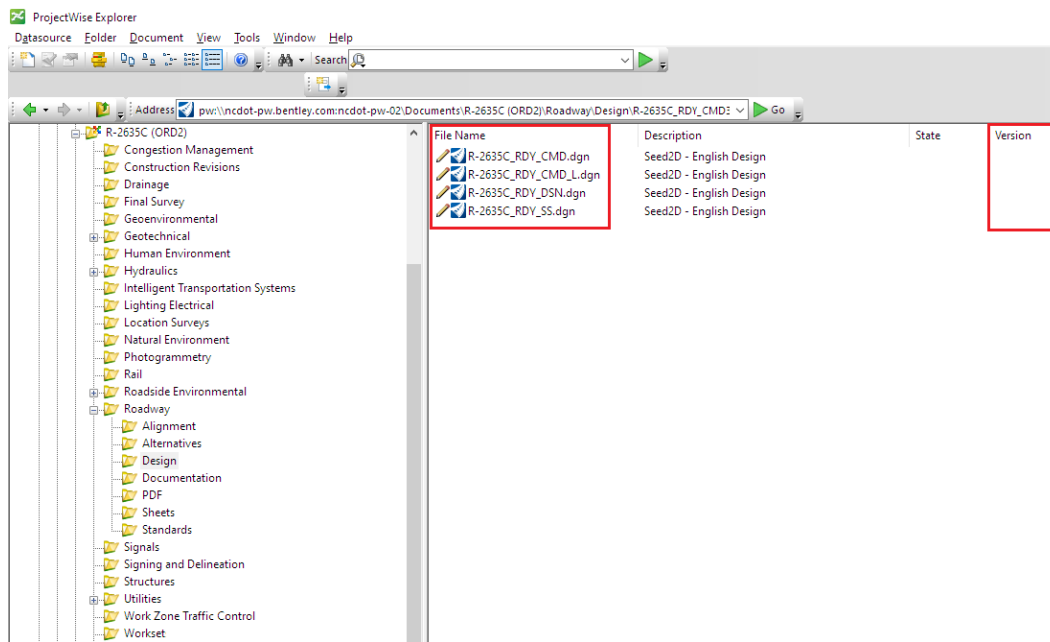 ProjectWise Explorer
Datasource Folder Document View Tools Window Help
Search
Address pw:\\ncdot-pw.bentley.com:ncdot-pw-02\Documents\R-2635C (ORD2)\Roadway\Design\R-2635C_RDY_CMD: Go
R-2635C (ORD2)
Congestion Management
Construction Revisions
Drainage
Final Survey
Geoenvironmental
Geotechnical
Human Environment
Hydraulics
Intelligent Transportation Systems
Lighting Electrical
Location Surveys
Natural Environment
Photogrammetry
Rail
Roadside Environmental
Roadway
Alignment
Alternatives
Design
Documentation
PDF
Sheets
Standards
Signals
Signing and Delineation
Structures
Utilities
Work Zone Traffic Control
Workset
File Name Description State Version
R-2635C_RDY_CMD.dgn Seed2D - English Design
R-2635C_RDY_CMD_L.dgn Seed2D - English Design
R-2635C_RDY_DSN.dgn Seed2D - English Design
R-2635C_RDY_SS.dgn Seed2D - English Design